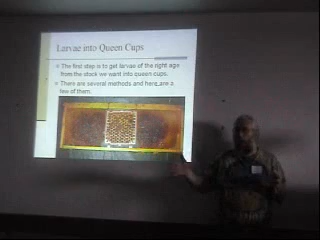 Larvae into Queen Cups
The first step is to get larvae of the right age
from the stock we want into queen cups.
There are several methods and here are a
few of them.